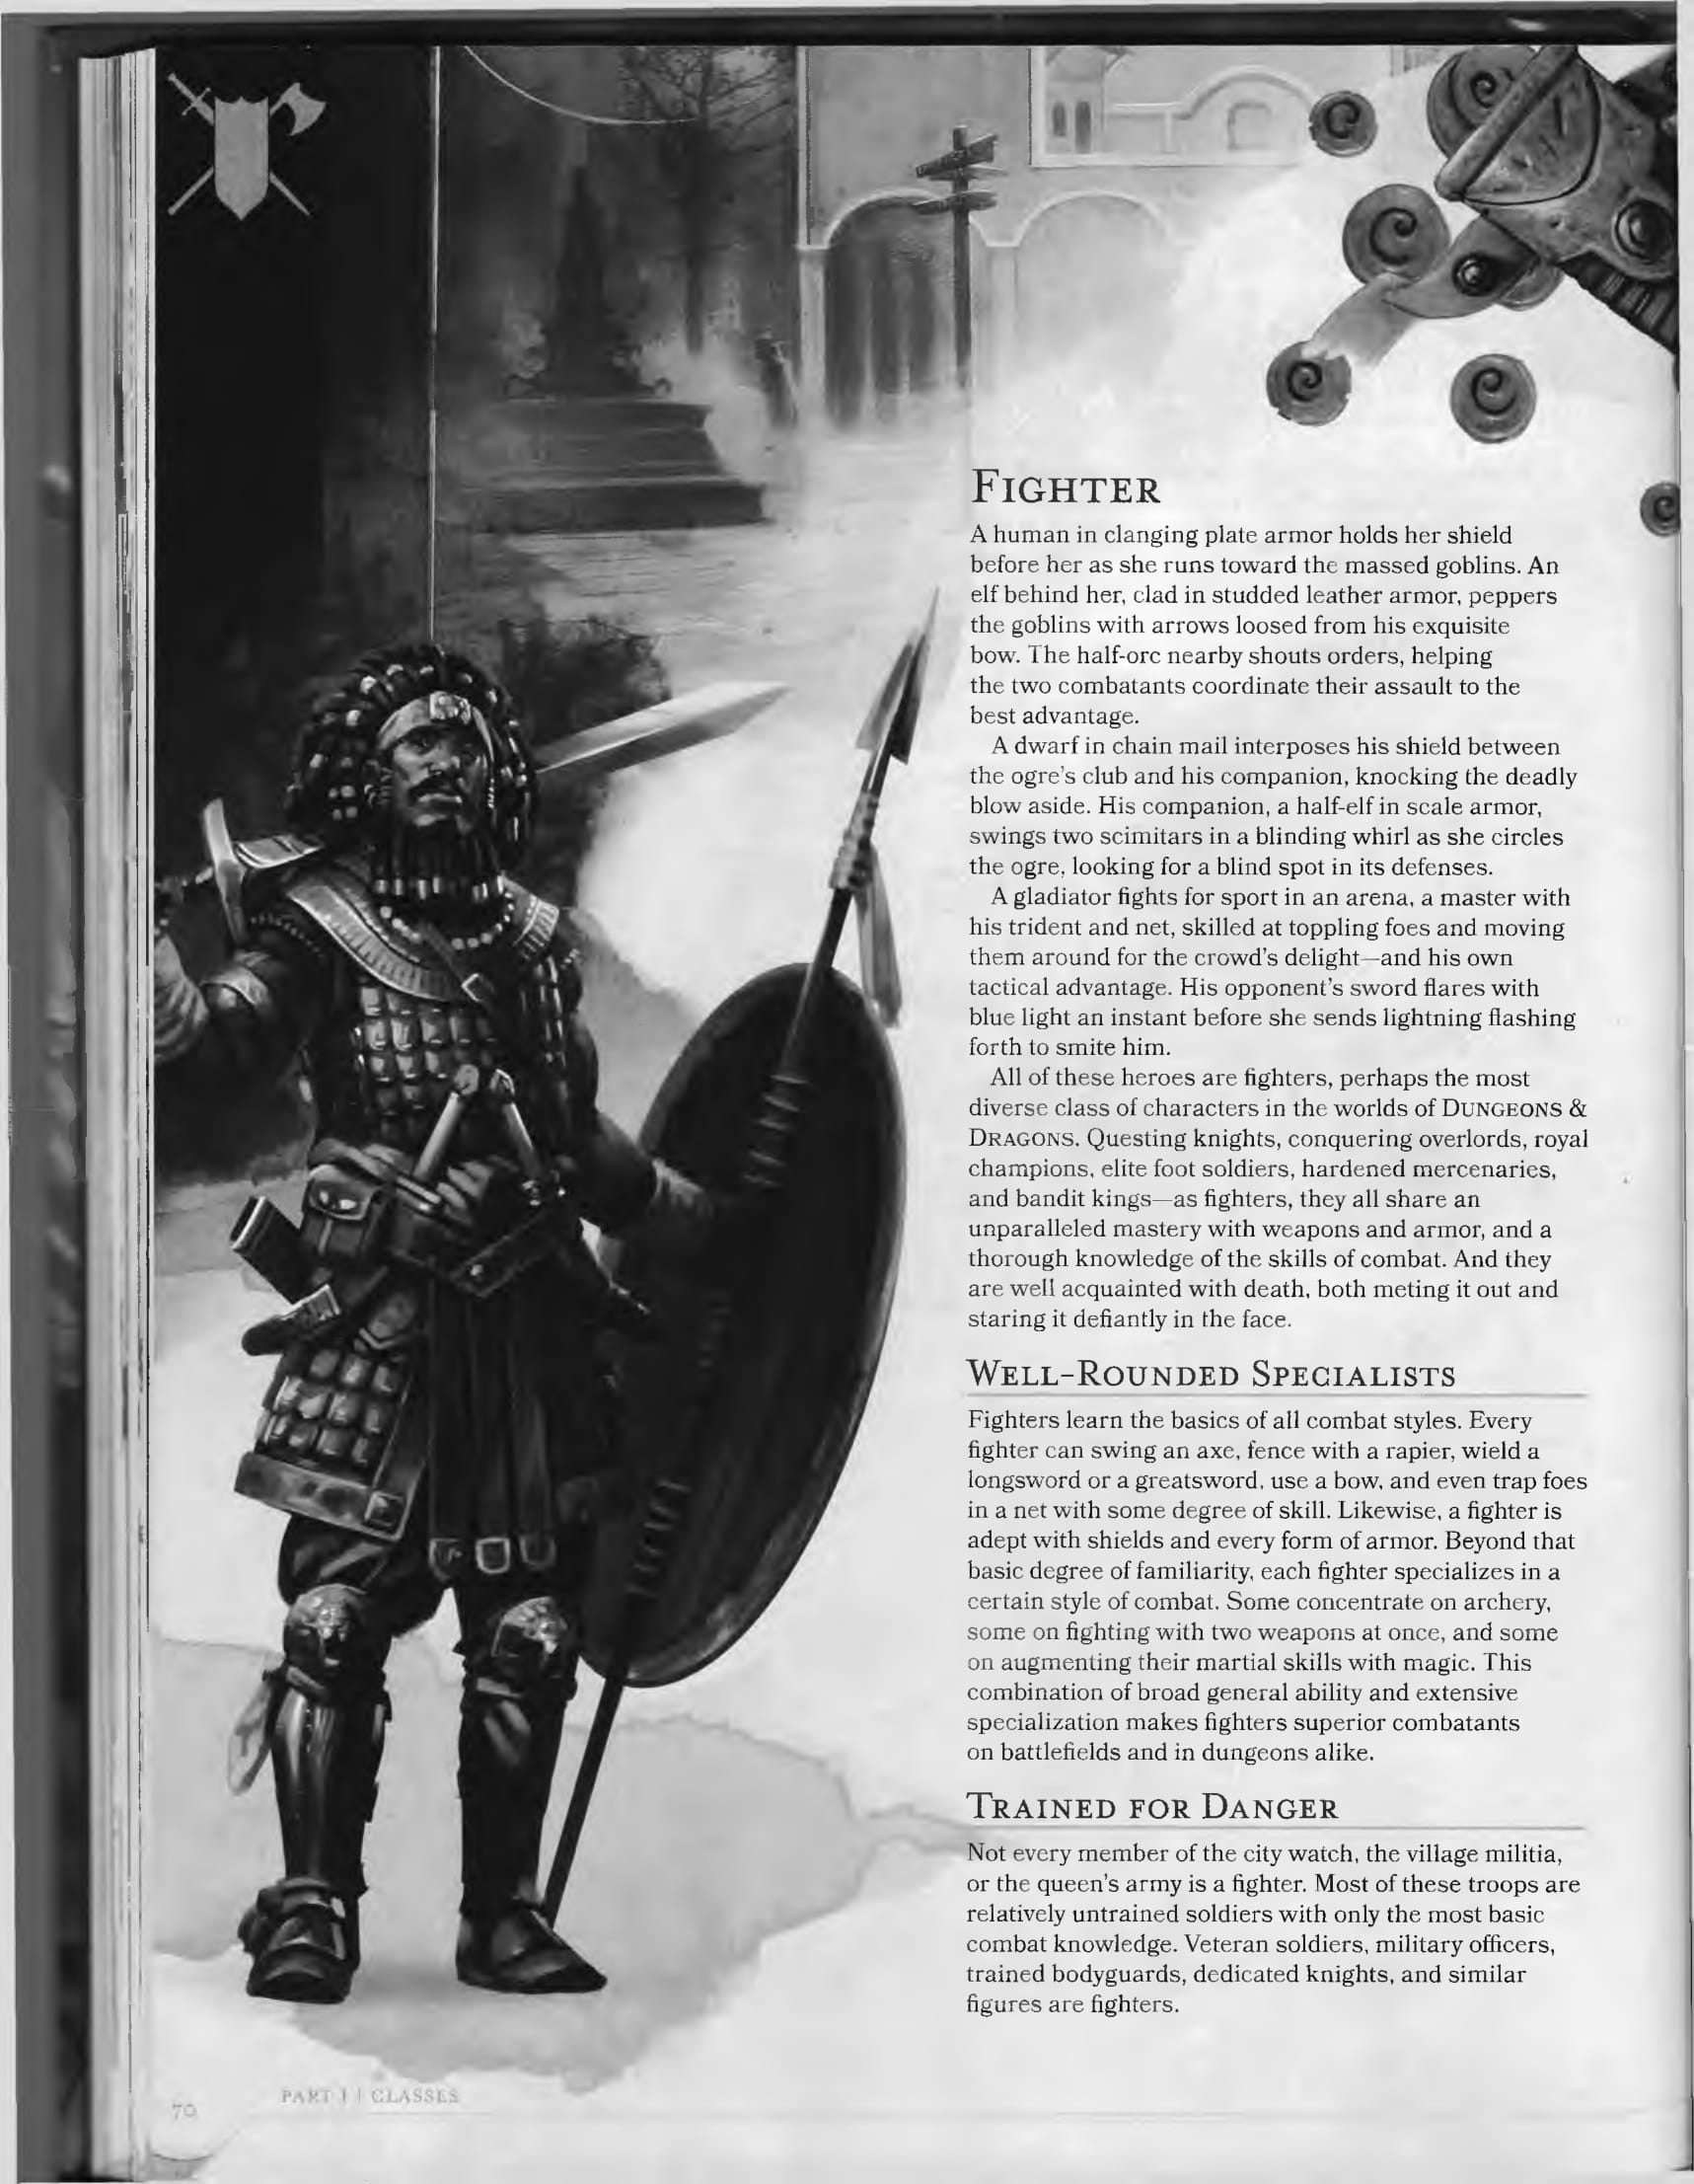 FIGHTER
A human in clanging plate armor holds her shield
before her as she runs toward the massed goblins. An
elf behind her, clad in studded leather armor, peppers
the goblins with arrows loosed from his exquisite
bow. The half-orc nearby shouts orders, helping
the two combatants coordinate their assault to the
best advantage.
A dwarf in chain mail interposes his shield between
the ogre's club and his companion, knocking the deadly
blow aside. His companion, a half-elf in scale armor,
swings two scimitars in a blinding whirl as she circles
the ogre, looking for a blind spot in its defenses.
A gladiator fights for sport in an arena, a master with
his trident and net, skilled at toppling foes and moving
them around for the crowd's delight—and his own
tactical advantage. His opponent's sword flares with
blue light an instant before she sends lightning flashing
forth to smite him.
All of these heroes are fighters, perhaps the most
diverse class of characters in the worlds of DUNGEONS &
DRAGONS. Questing knights, conquering overlords, royal
champions, elite foot soldiers, hardened mercenaries,
and bandit kings—as fighters, they all share an
unparalleled mastery with weapons and armor, and a
thorough knowledge of the skills of combat. And they
are well acquainted with death, both meting it out and
staring it defiantly in the face.
WELL-ROUNDED SPECIALISTS
Fighters learn the basics of all combat styles. Every
fighter can swing an axe, fence with a rapier, wield a
longsword or a greatsword, use a bow, and even trap foes
in a net with some degree of skill. Likewise, a fighter is
adept with shields and every form of armor. Beyond that
basic degree of familiarity, each fighter specializes in a
certain style of combat. Some concentrate on archery,
some on fighting with two weapons at once, and some
on augmenting their martial skills with magic. This
combination of broad general ability and extensive
specialization makes fighters superior combatants
on battlefields and in dungeons alike.
TRAINED FOR DANGER
Not every member of the city watch, the village militia,
or the queen's army is a fighter. Most of these troops are
relatively untrained soldiers with only the most basic
combat knowledge. Veteran soldiers, military officers,
trained bodyguards, dedicated knights, and similar
figures are fighters.
PART 1 | CLASSES
70